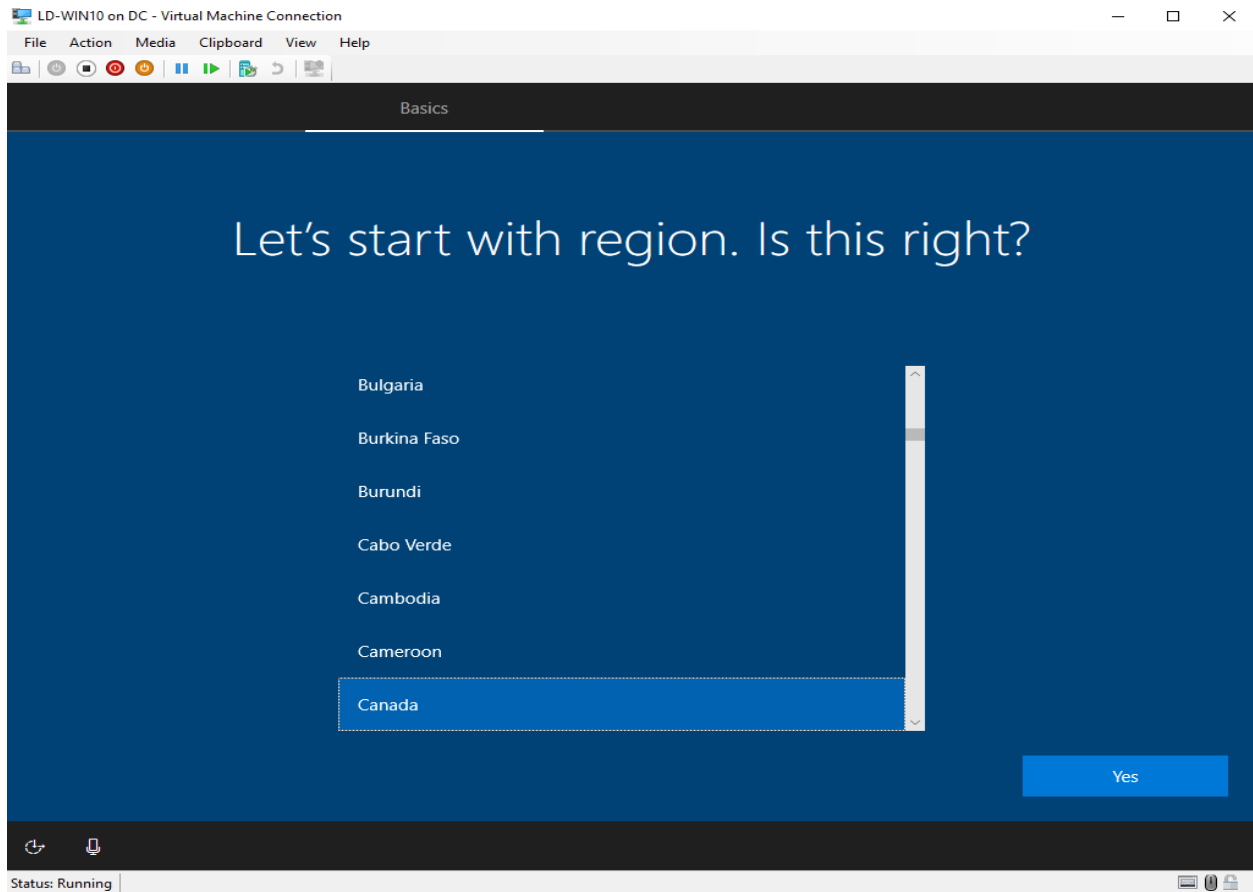 LD-WIN10 on DC - Virtual Machine Connection
File Action Media Clipboard View Help
Basics
Let's start with region. Is this right?
Bulgaria
Burkina Faso
Burundi
Cabo Verde
Cambodia
Cameroon
Canada
Yes
Status: Running